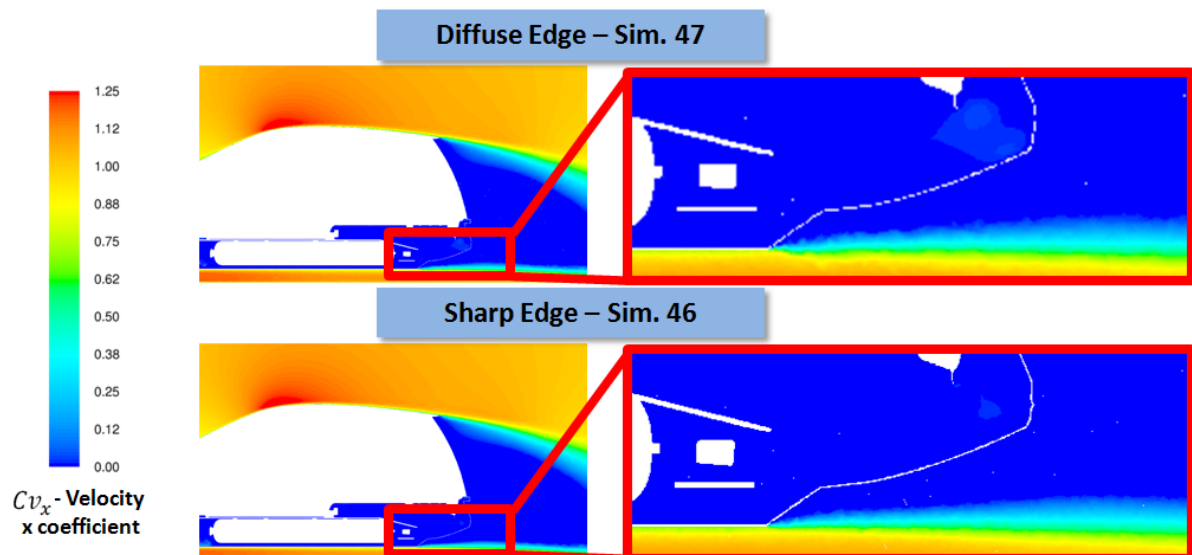 Diffuse Edge – Sim. 47
1.25
1.12
1.00
0.88
0.75
0.62
0.50
0.38
0.25
0.12
0.00
Cvₓ - Velocity
x coefficient
Sharp Edge – Sim. 46